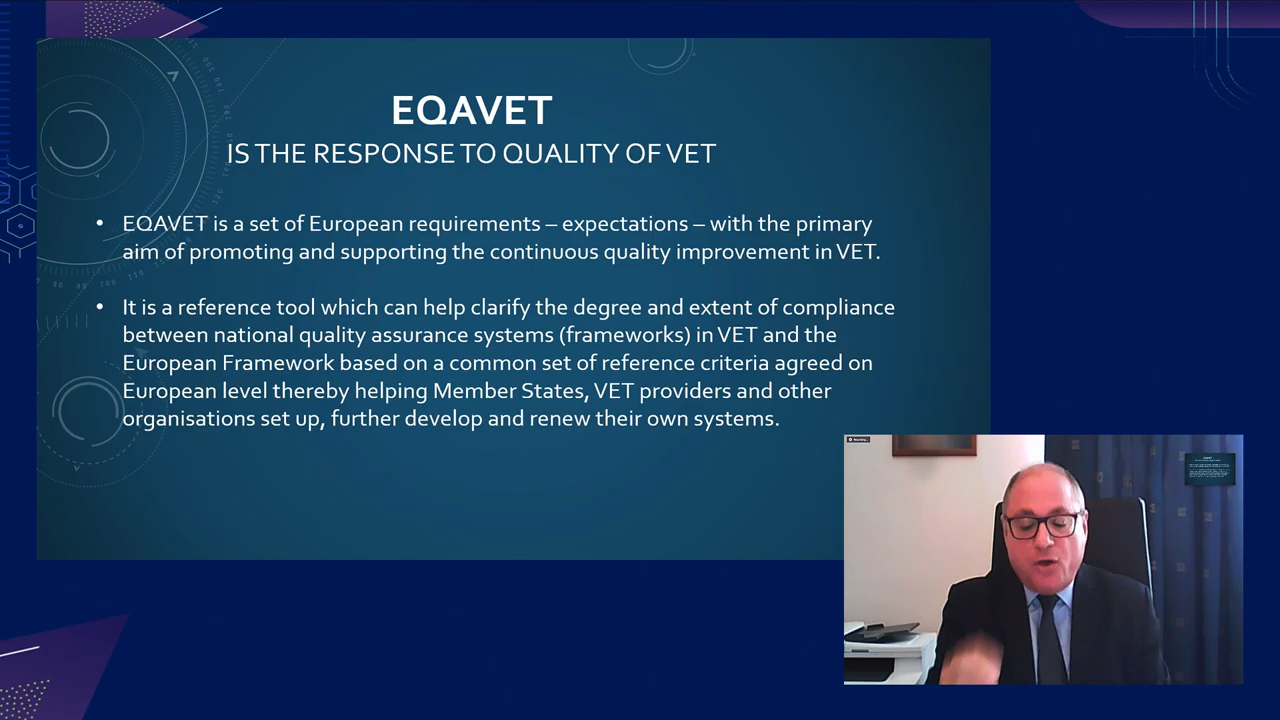 EQAVET
IS THE RESPONSE TO QUALITY OF VET
• EQAVET is a set of European requirements – expectations – with the primary
aim of promoting and supporting the continuous quality improvement in VET.
• It is a reference tool which can help clarify the degree and extent of compliance
between national quality assurance systems (frameworks) in VET and the
European Framework based on a common set of reference criteria agreed on
European level thereby helping Member States, VET providers and other
organisations set up, further develop and renew their own systems.